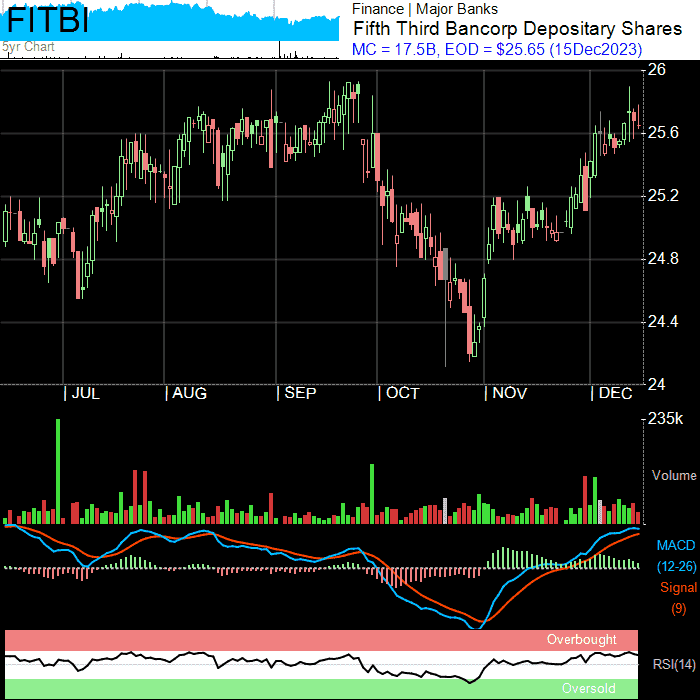 FITBI
5yr Chart
Finance | Major Banks
Fifth Third Bancorp Depositary Shares
MC = 17.5B, EOD = $25.65 (15Dec2023)
26
25.6
25.2
24.8
24.4
24
| JUL | AUG | SEP | OCT | NOV | DEC
235k
Volume
MACD
(12-26)
Signal
(9)
Overbought
RSI(14)
Oversold